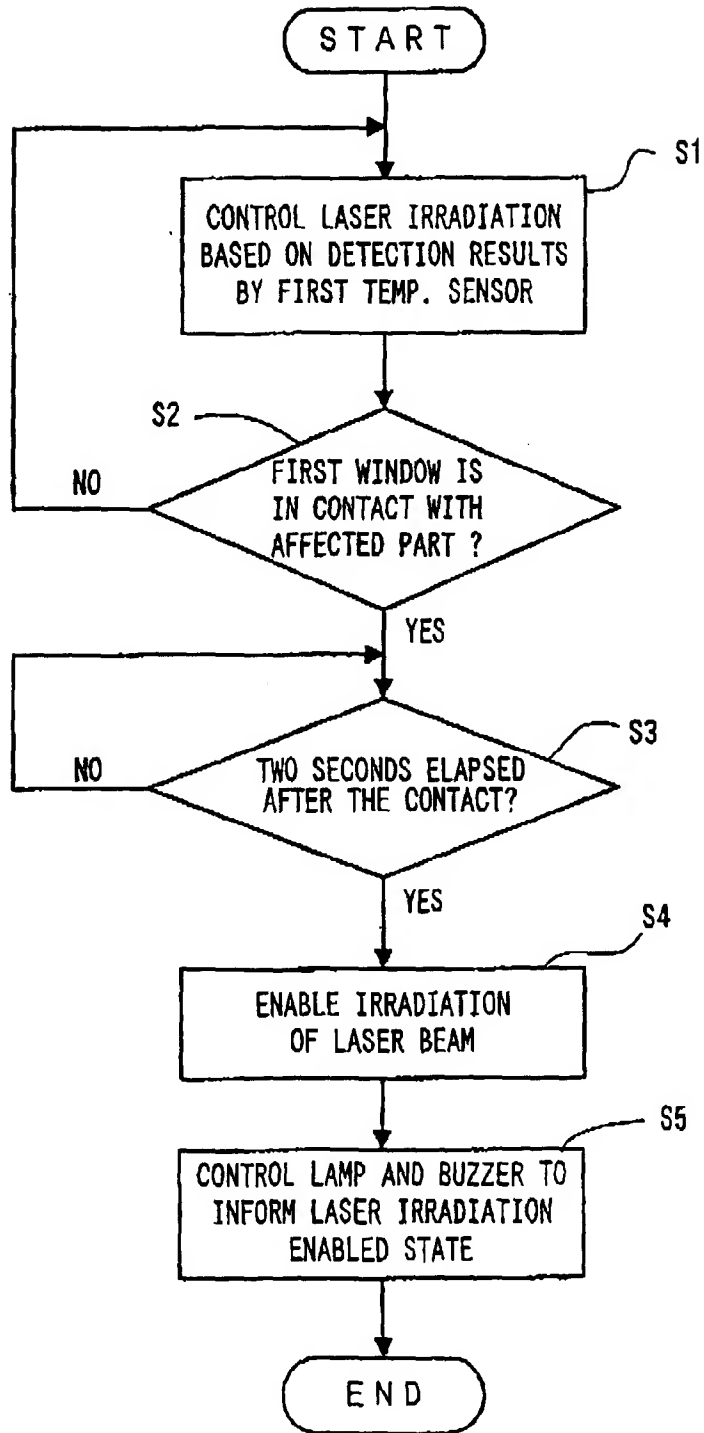 START
S1
CONTROL LASER IRRADIATION
BASED ON DETECTION RESULTS
BY FIRST TEMP. SENSOR
S2
FIRST WINDOW IS
IN CONTACT WITH
AFFECTED PART ?
NO
YES
S3
TWO SECONDS ELAPSED
AFTER THE CONTACT?
NO
YES
S4
ENABLE IRRADIATION
OF LASER BEAM
S5
CONTROL LAMP AND BUZZER TO
INFORM LASER IRRADIATION
ENABLED STATE
END